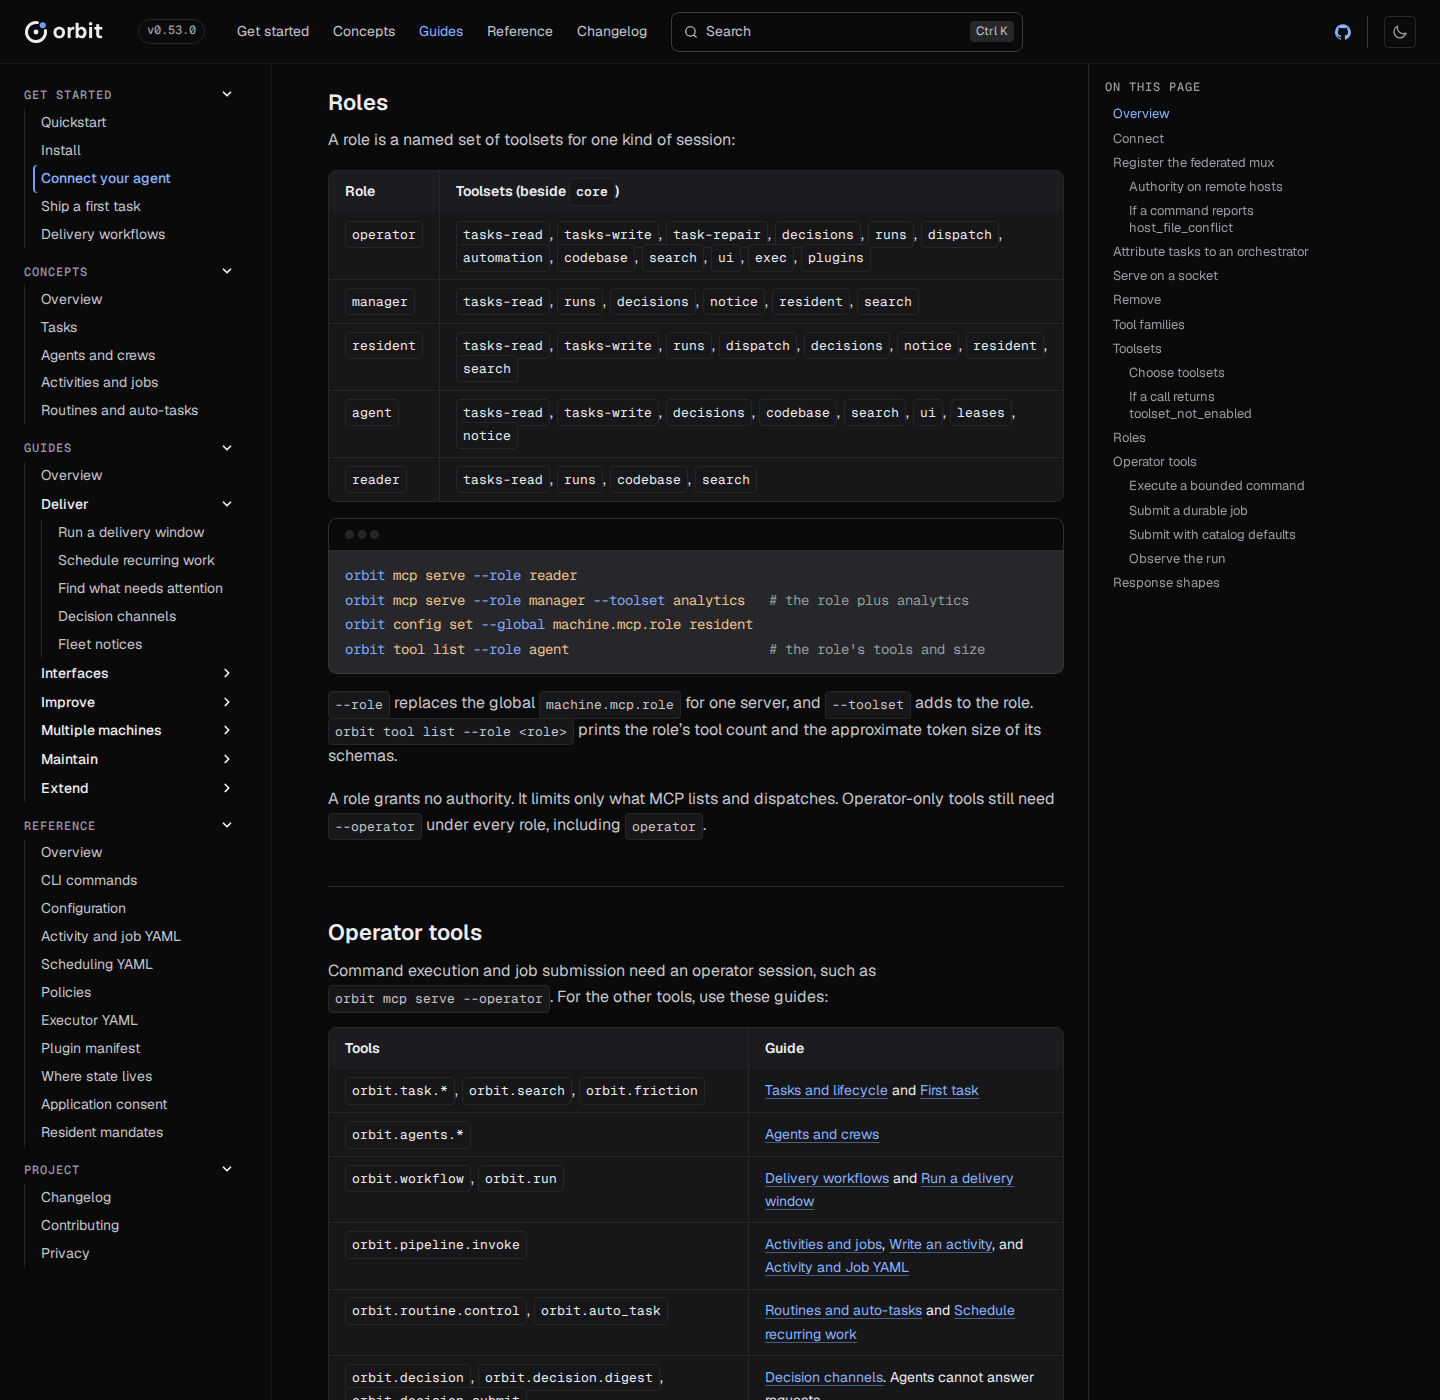 orbit
v0.53.0
Get started
Concepts
Guides
Reference
Changelog
Search
Ctrl K
GET STARTED
Quickstart
Install
Connect your agent
Ship a first task
Delivery workflows
CONCEPTS
Overview
Tasks
Agents and crews
Activities and jobs
Routines and auto-tasks
GUIDES
Overview
Deliver
Run a delivery window
Schedule recurring work
Find what needs attention
Decision channels
Fleet notices
Interfaces
Improve
Multiple machines
Maintain
Extend
REFERENCE
Overview
CLI commands
Configuration
Activity and job YAML
Scheduling YAML
Policies
Executor YAML
Plugin manifest
Where state lives
Application consent
Resident mandates
PROJECT
Changelog
Contributing
Privacy
Roles
A role is a named set of toolsets for one kind of session:
Role Toolsets (beside core )
operator tasks-read, tasks-write, task-repair, decisions, runs, dispatch,
automation, codebase, search, ui, exec, plugins
manager tasks-read, runs, decisions, notice, resident, search
resident tasks-read, tasks-write, runs, dispatch, decisions, notice, resident,
search
agent tasks-read, tasks-write, decisions, codebase, search, ui, leases,
notice
reader tasks-read, runs, codebase, search
orbit mcp serve --role reader
orbit mcp serve --role manager --toolset analytics # the role plus analytics
orbit config set --global machine.mcp.role resident
orbit tool list --role agent # the role's tools and size
--role replaces the global machine.mcp.role for one server, and --toolset adds to the role.
orbit tool list --role <role> prints the role’s tool count and the approximate token size of its
schemas.
A role grants no authority. It limits only what MCP lists and dispatches. Operator-only tools still need
--operator under every role, including operator.
Operator tools
Command execution and job submission need an operator session, such as
orbit mcp serve --operator. For the other tools, use these guides:
Tools Guide
orbit.task.*, orbit.search, orbit.friction Tasks and lifecycle and First task
orbit.agents.* Agents and crews
orbit.workflow, orbit.run Delivery workflows and Run a delivery
window
orbit.pipeline.invoke Activities and jobs, Write an activity, and
Activity and Job YAML
orbit.routine.control, orbit.auto_task Routines and auto-tasks and Schedule
recurring work
orbit.decision, orbit.decision.digest, Decision channels. Agents cannot answer
orbit.decision.submit requests
ON THIS PAGE
Overview
Connect
Register the federated mux
Authority on remote hosts
If a command reports
host_file_conflict
Attribute tasks to an orchestrator
Serve on a socket
Remove
Tool families
Toolsets
Choose toolsets
If a call returns
toolset_not_enabled
Roles
Operator tools
Execute a bounded command
Submit a durable job
Submit with catalog defaults
Observe the run
Response shapes